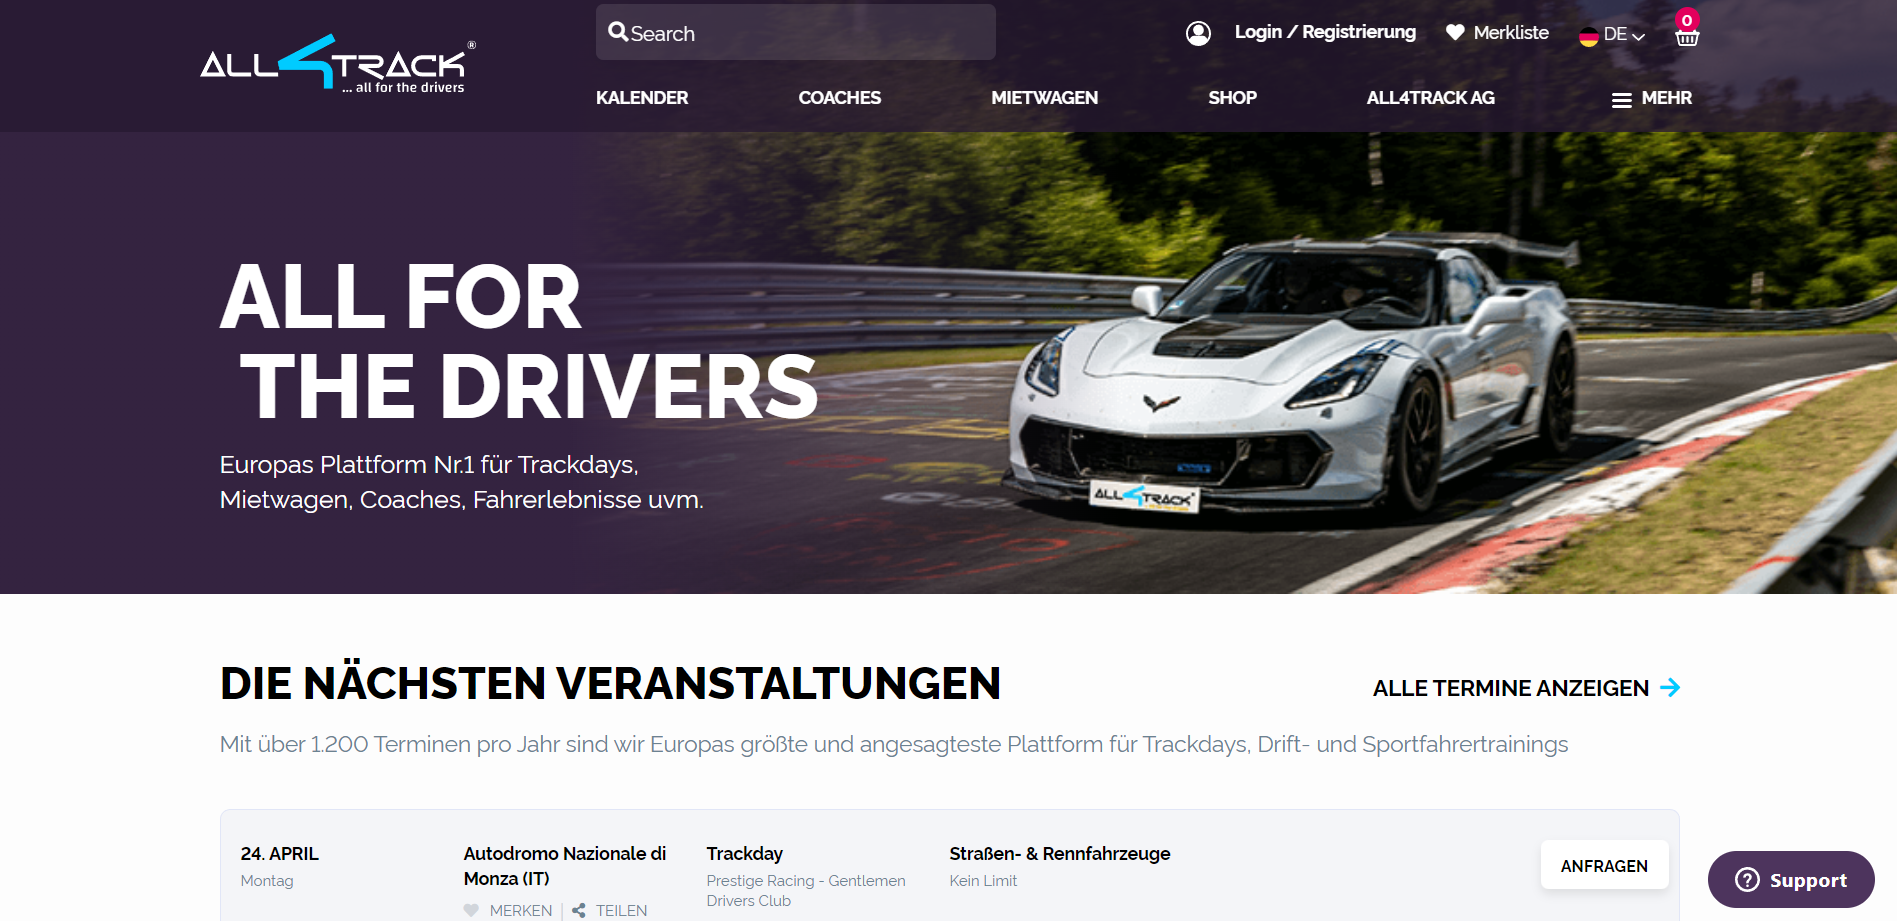 ALL4TRACK®
... all for the drivers
Search
Login / Registrierung
Merkliste
DE
0
KALENDER
COACHES
MIETWAGEN
SHOP
ALL4TRACK AG
MEHR
ALL FOR
THE DRIVERS
Europas Plattform Nr.1 für Trackdays,
Mietwagen, Coaches, Fahrerlebnisse uvm.
ALL4TRACK
DIE NÄCHSTEN VERANSTALTUNGEN
ALLE TERMINE ANZEIGEN
Mit über 1.200 Terminen pro Jahr sind wir Europas größte und angesagteste Plattform für Trackdays, Drift- und Sportfahrertrainings
24. APRIL
Montag
Autodromo Nazionale di
Monza (IT)
MERKEN
TEILEN
Trackday
Prestige Racing - Gentlemen
Drivers Club
Straßen- & Rennfahrzeuge
Kein Limit
ANFRAGEN
Support